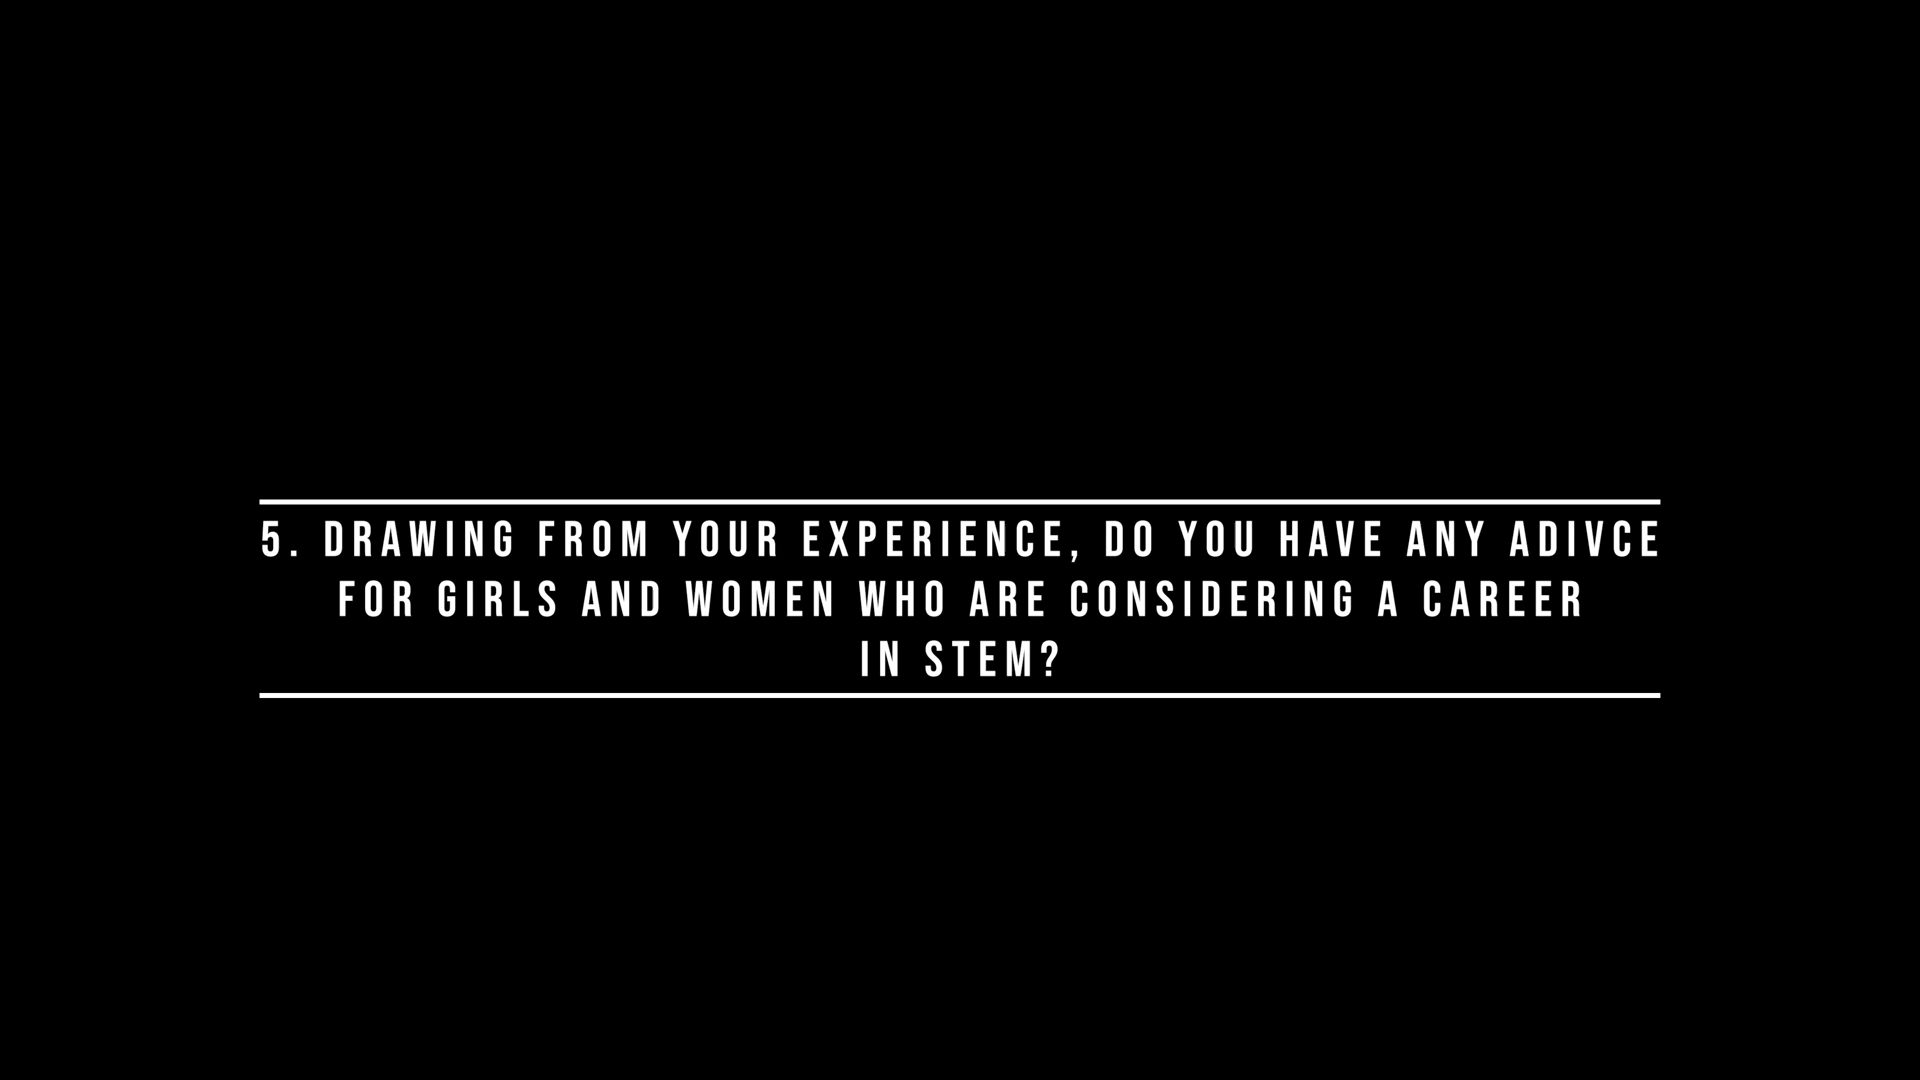 5. DRAWING FROM YOUR EXPERIENCE, DO YOU HAVE ANY ADIVCE
FOR GIRLS AND WOMEN WHO ARE CONSIDERING A CAREER
IN STEM?